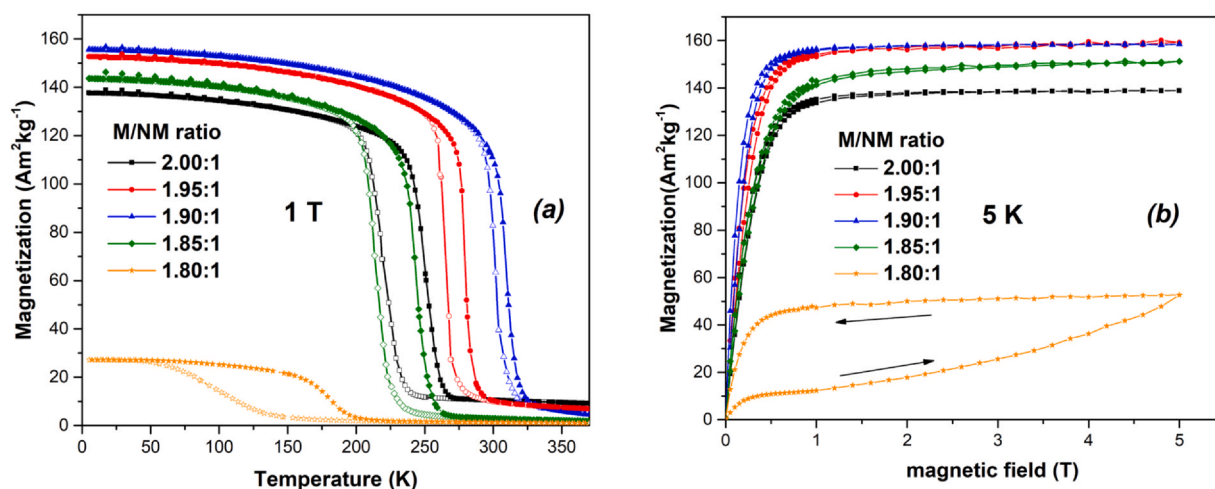 160
140
120
100
80
60
40
20
0
Magnetization (Am²kg⁻¹)
M/NM ratio
2.00:1
1.95:1
1.90:1
1.85:1
1.80:1
1 T
(a)
0 50 100 150 200 250 300 350
Temperature (K)
160
140
120
100
80
60
40
20
0
Magnetization(Am²kg⁻¹)
M/NM ratio
2.00:1
1.95:1
1.90:1
1.85:1
1.80:1
5 K
(b)
0 1 2 3 4 5
magnetic field (T)